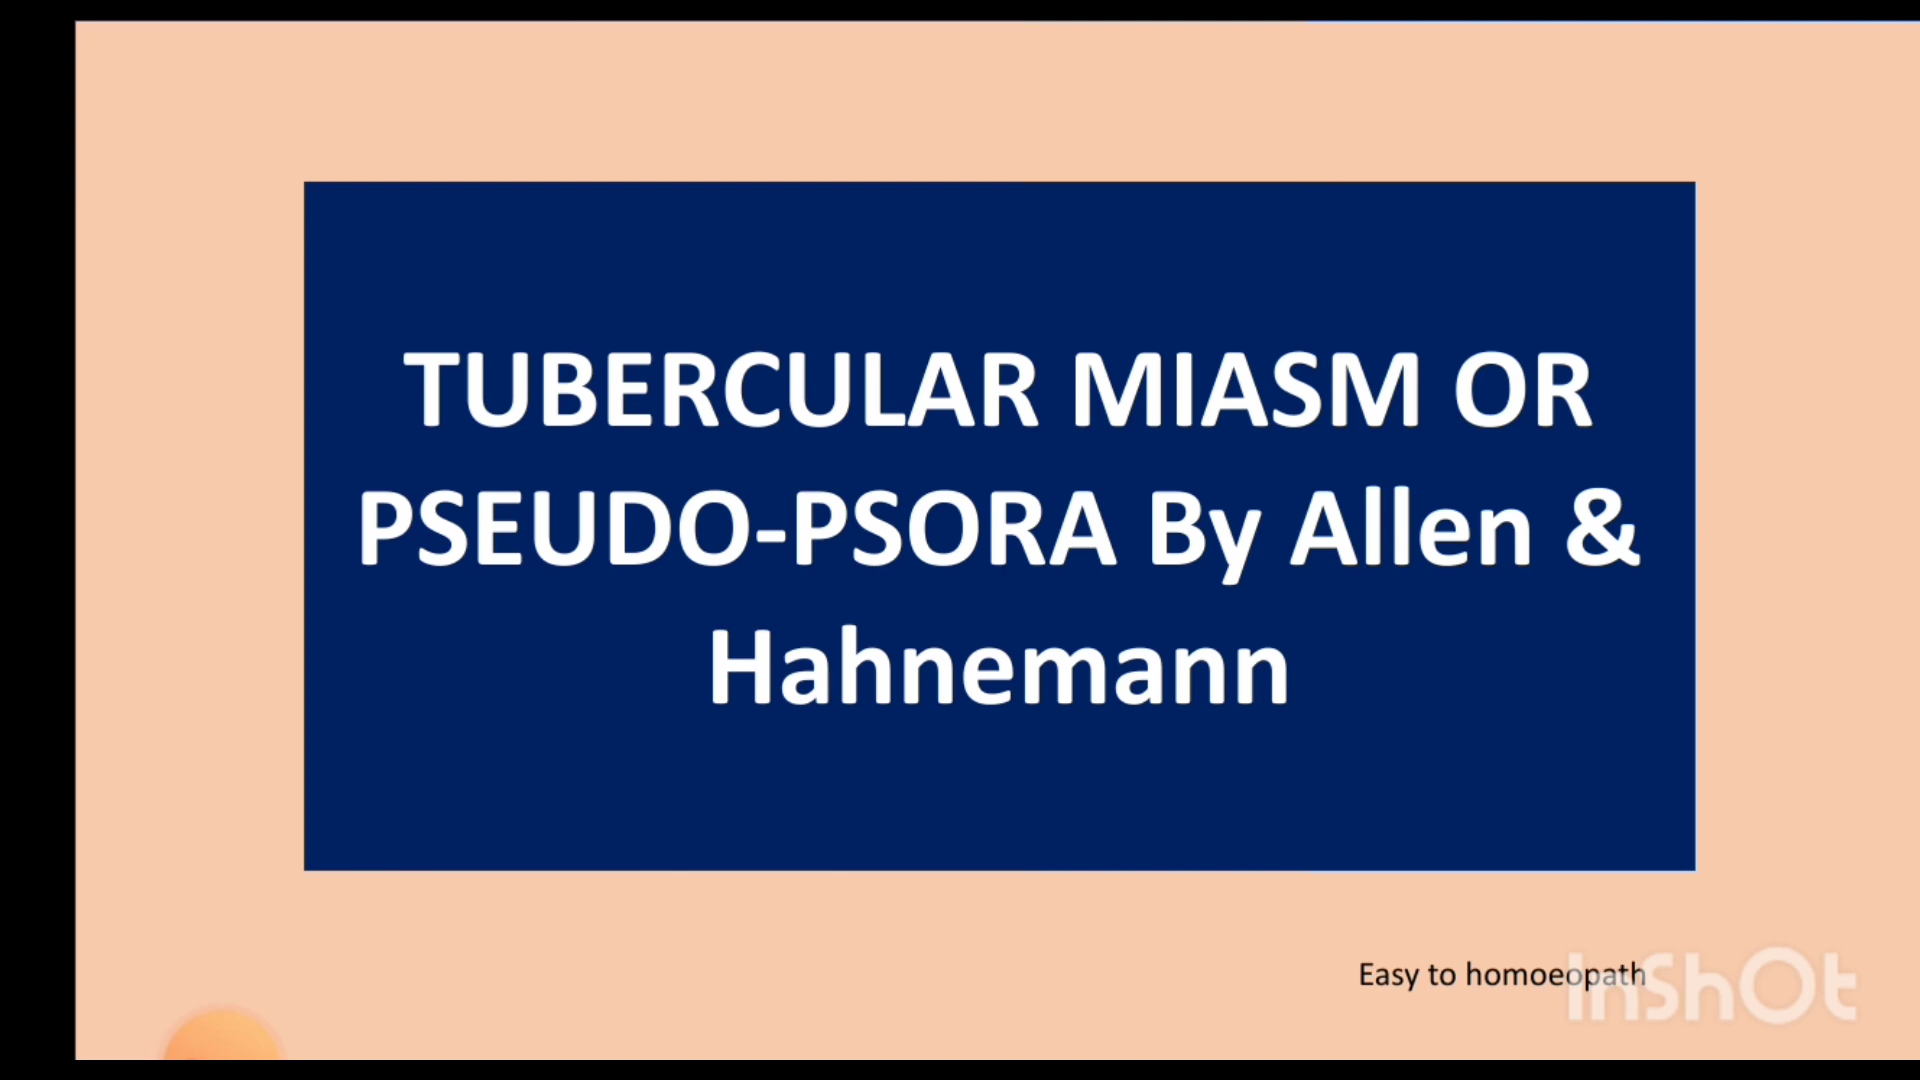 TUBERCULAR MIASM OR
PSEUDO-PSORA By Allen &
Hahnemann
Easy to homoeopath
InShOt